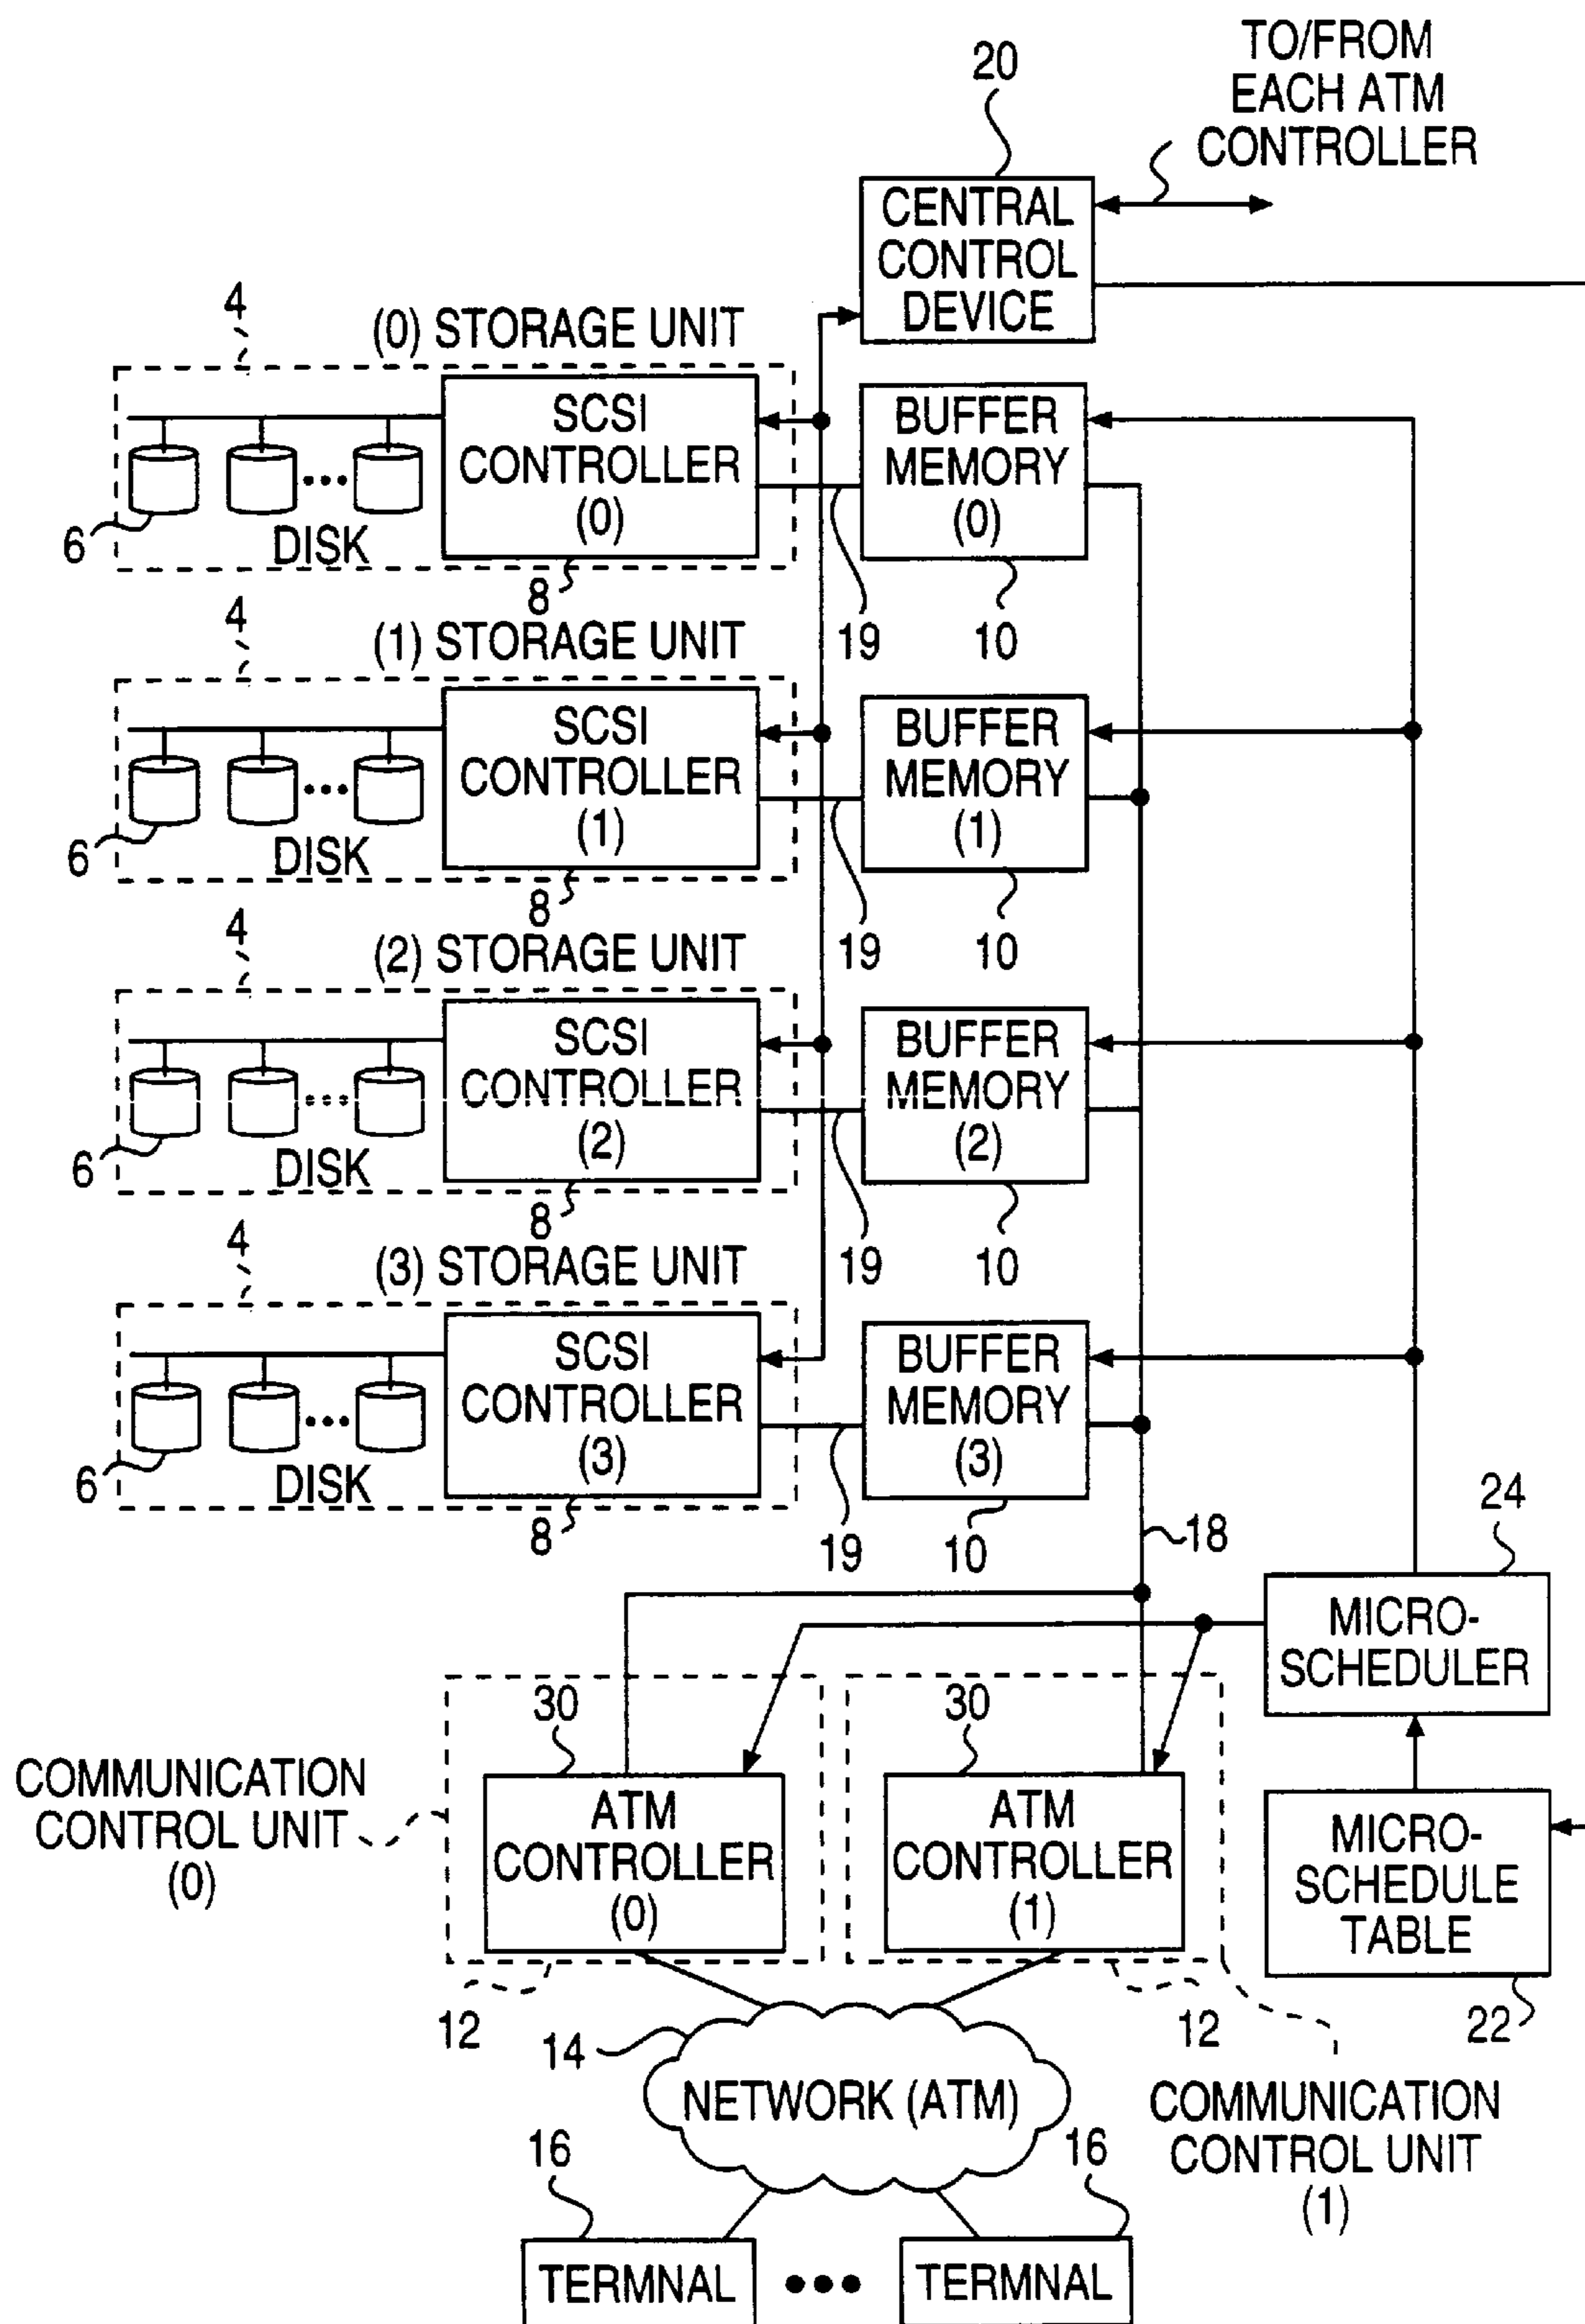 TO/FROM
EACH ATM
CONTROLLER
20
CENTRAL
CONTROL
DEVICE
4
(0) STORAGE UNIT
SCSI
CONTROLLER
(0)
BUFFER
MEMORY
(0)
6
DISK
8
19
10
4
(1) STORAGE UNIT
SCSI
CONTROLLER
(1)
BUFFER
MEMORY
(1)
6
DISK
8
19
10
4
(2) STORAGE UNIT
SCSI
CONTROLLER
(2)
BUFFER
MEMORY
(2)
6
DISK
8
19
10
4
(3) STORAGE UNIT
SCSI
CONTROLLER
(3)
BUFFER
MEMORY
(3)
6
DISK
8
19
10
18
24
MICRO-
SCHEDULER
30
30
COMMUNICATION
CONTROL UNIT
(0)
ATM
CONTROLLER
(0)
ATM
CONTROLLER
(1)
MICRO-
SCHEDULE
TABLE
12
14
12
22
NETWORK (ATM)
COMMUNICATION
CONTROL UNIT
(1)
16
16
TERMNAL
TERMNAL